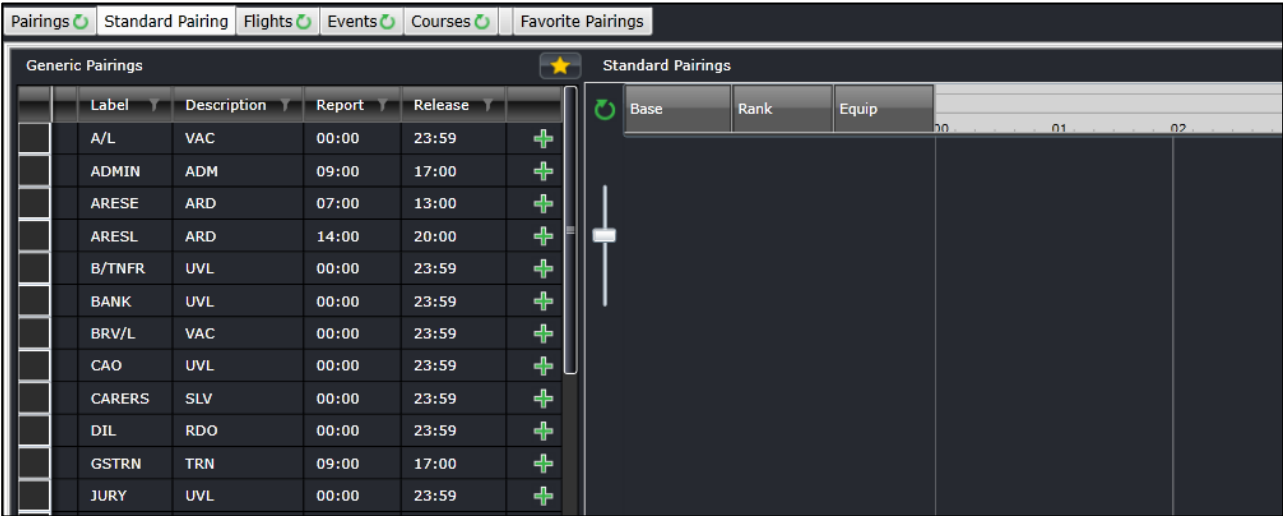 Pairings Standard Pairing Flights Events Courses Favorite Pairings
Generic Pairings
Label Description Report Release
A/L VAC 00:00 23:59
ADMIN ADM 09:00 17:00
ARESE ARD 07:00 13:00
ARESL ARD 14:00 20:00
B/TNFR UVL 00:00 23:59
BANK UVL 00:00 23:59
BRV/L VAC 00:00 23:59
CAO UVL 00:00 23:59
CARERS SLV 00:00 23:59
DIL RDO 00:00 23:59
GSTRN TRN 09:00 17:00
JURY UVL 00:00 23:59
Standard Pairings
Base Rank Equip
00 01 02